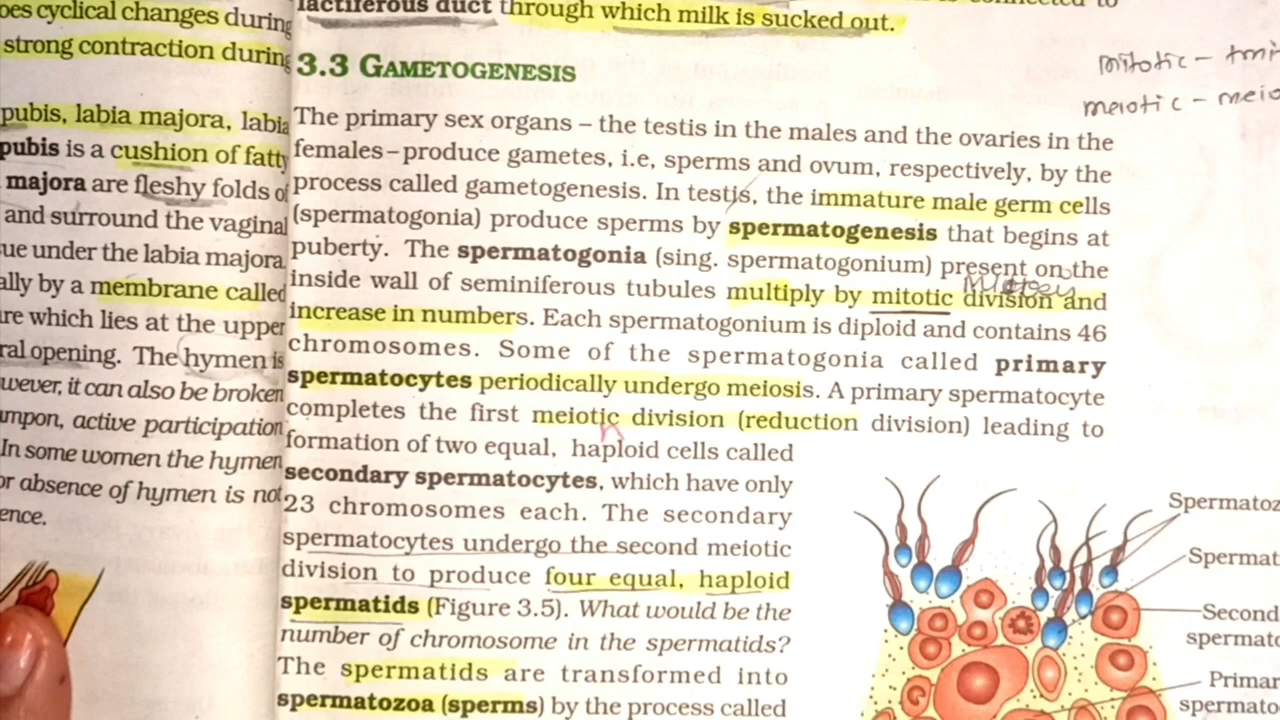 oes cyclical changes during
strong contraction during
pubis, labia majora, labia
pubis is a cushion of fatty
majora are fleshy folds of
and surround the vaginal
ue under the labia majora
ally by a membrane called
re which lies at the upper
ral opening. The hymen is
wever, it can also be broken
ampon, active participation
In some women the hymen
or absence of hymen is not
ence.
lactiferous duct through which milk is sucked out.
3.3 GAMETOGENESIS
The primary sex organs – the testis in the males and the ovaries in the
females – produce gametes, i.e, sperms and ovum, respectively, by the
process called gametogenesis. In testis, the immature male germ cells
(spermatogonia) produce sperms by spermatogenesis that begins at
puberty. The spermatogonia (sing. spermatogonium) present on the
inside wall of seminiferous tubules multiply by mitotic division and
increase in numbers. Each spermatogonium is diploid and contains 46
chromosomes. Some of the spermatogonia called primary
spermatocytes periodically undergo meiosis. A primary spermatocyte
completes the first meiotic division (reduction division) leading to
formation of two equal, haploid cells called
secondary spermatocytes, which have only
23 chromosomes each. The secondary
spermatocytes undergo the second meiotic
division to produce four equal, haploid
spermatids (Figure 3.5). What would be the
number of chromosome in the spermatids?
The spermatids are transformed into
spermatozoa (sperms) by the process called
mitotic –
meiotic – meio
Spermatoz
Spermat
Second
spermato
Primar
spermato